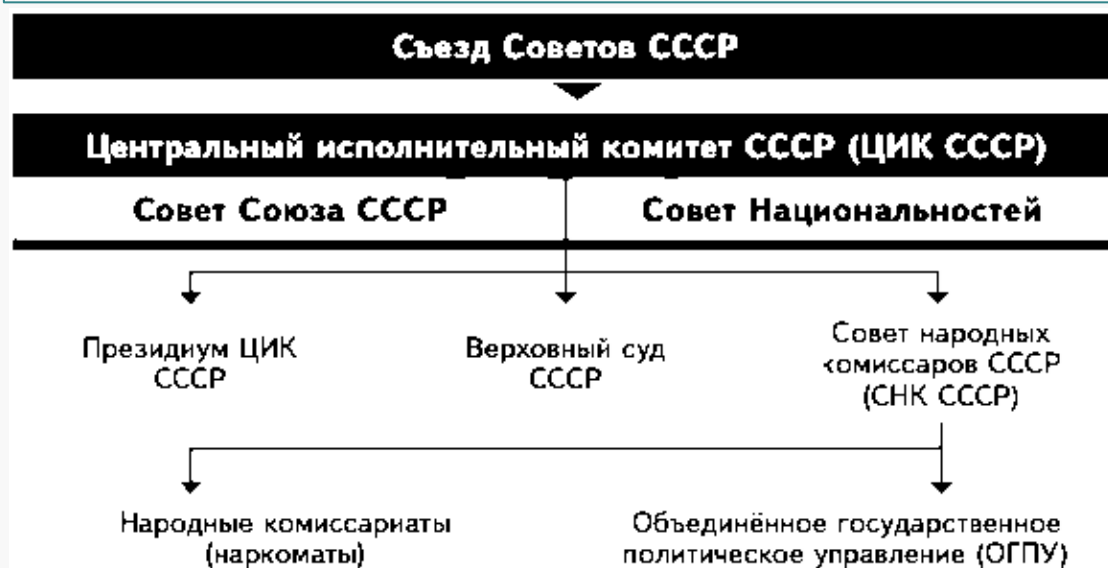 Съезд Советов СССР
Центральный исполнительный комитет СССР (ЦИК СССР)
Совет Союза СССР
Совет Национальностей
Президиум ЦИК
СССР
Верховный суд
СССР
Совет народных
комиссаров СССР
(СНК СССР)
Народные комиссариаты
(наркоматы)
Объединённое государственное
политическое управление (ОГПУ)